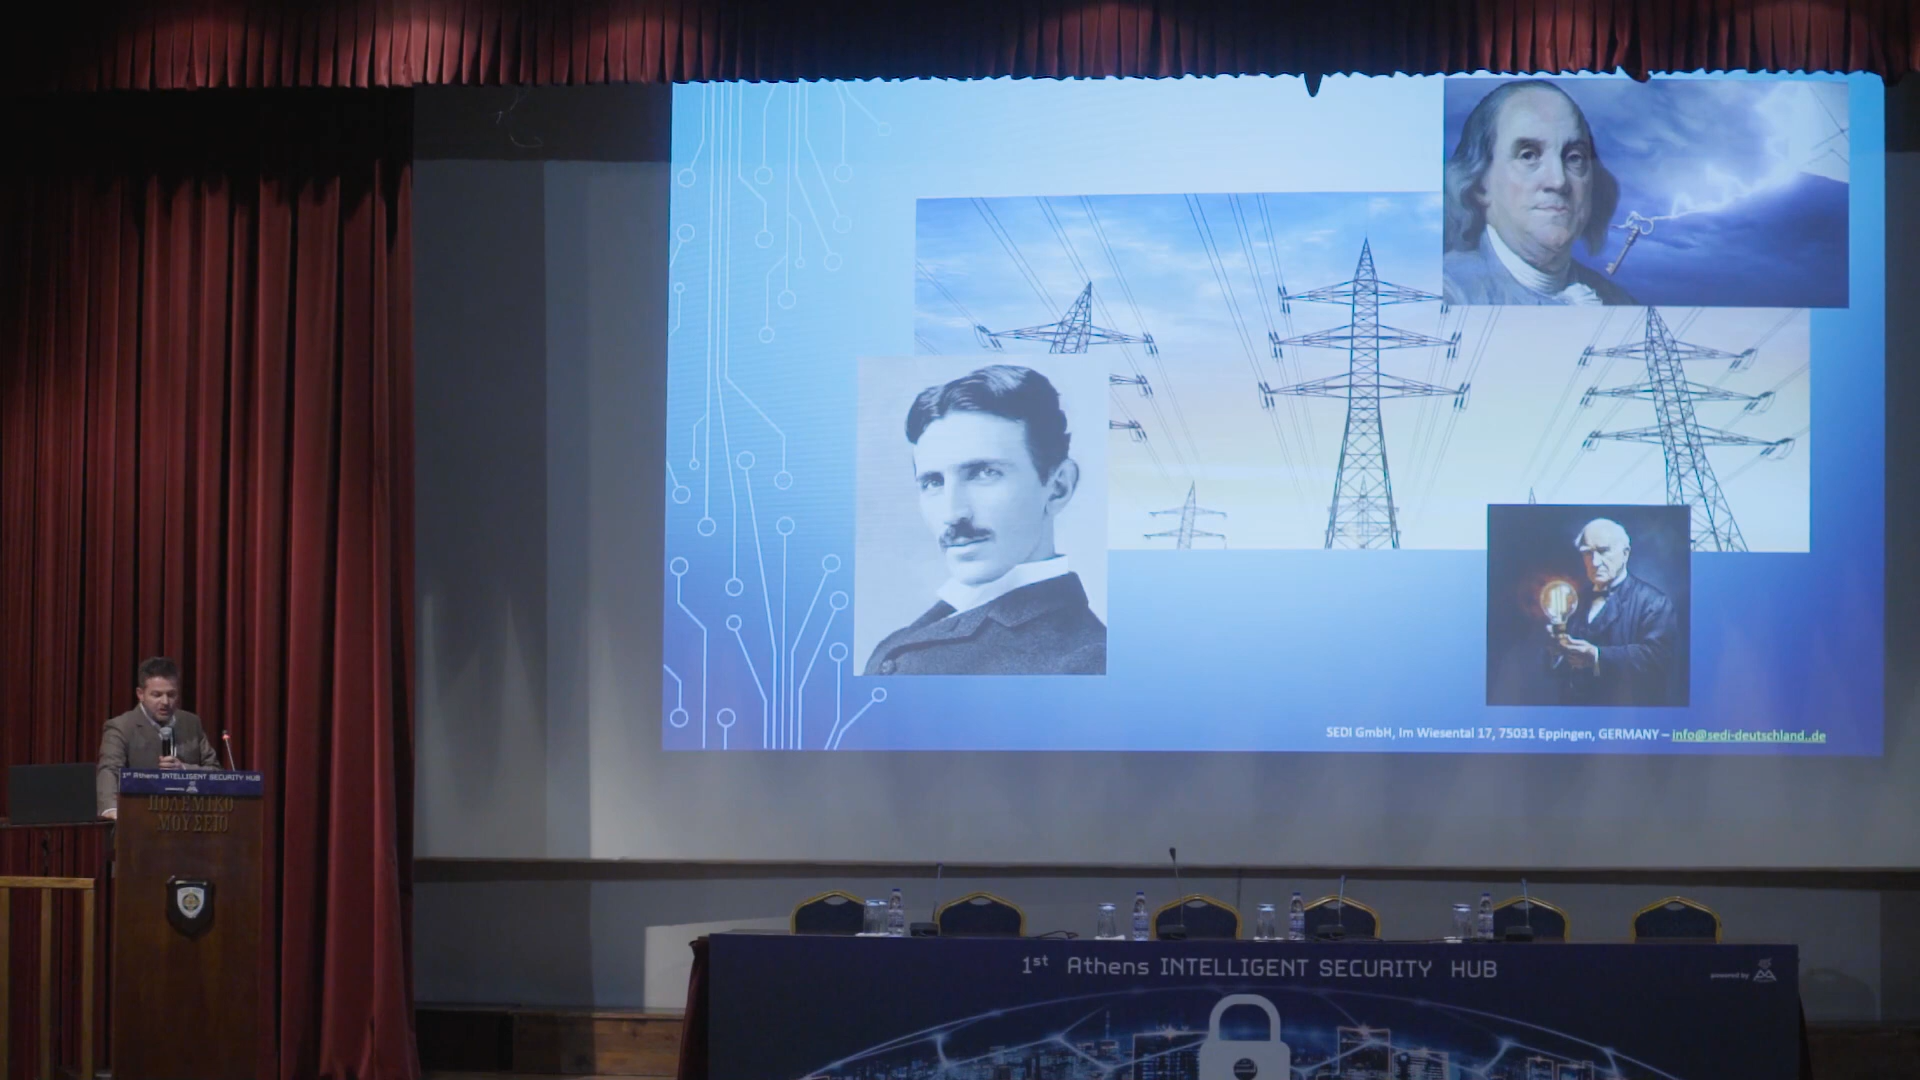 SEDI GmbH, Im Wiesental 17, 75031 Eppingen, GERMANY – info@sedi-deutschland..de
1st Athens INTELLIGENT SECURITY HUB
ΠΟΛΕΜΙΚΟ
ΜΟΥΣΕΙΟ
1st Athens INTELLIGENT SECURITY HUB
powered by